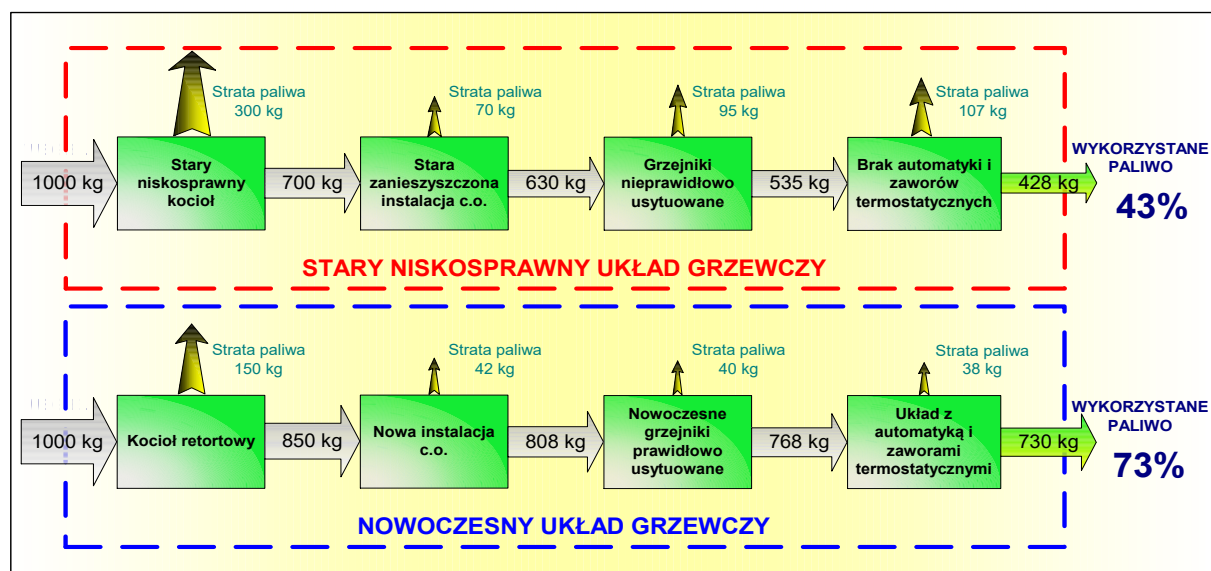 Strata paliwa
300 kg
Strata paliwa
70 kg
Strata paliwa
95 kg
Strata paliwa
107 kg
1000 kg
Stary
niskosprawny
kocioł
700 kg
Stara
zanieszyszczona
instalacja c.o.
630 kg
Grzejniki
nieprawidłowo
usytuowane
535 kg
Brak automatyki i
zaworów
termostatycznych
428 kg
WYKORZYSTANE
PALIWO
43%
STARY NISKOSPRAWNY UKŁAD GRZEWCZY
Strata paliwa
150 kg
Strata paliwa
42 kg
Strata paliwa
40 kg
Strata paliwa
38 kg
1000 kg
Kocioł retortowy
850 kg
Nowa instalacja
c.o.
808 kg
Nowoczesne
grzejniki
prawidłowo
usytuowane
768 kg
Układ z
automatyką i
zaworami
termostatycznymi
730 kg
WYKORZYSTANE
PALIWO
73%
NOWOCZESNY UKŁAD GRZEWCZY